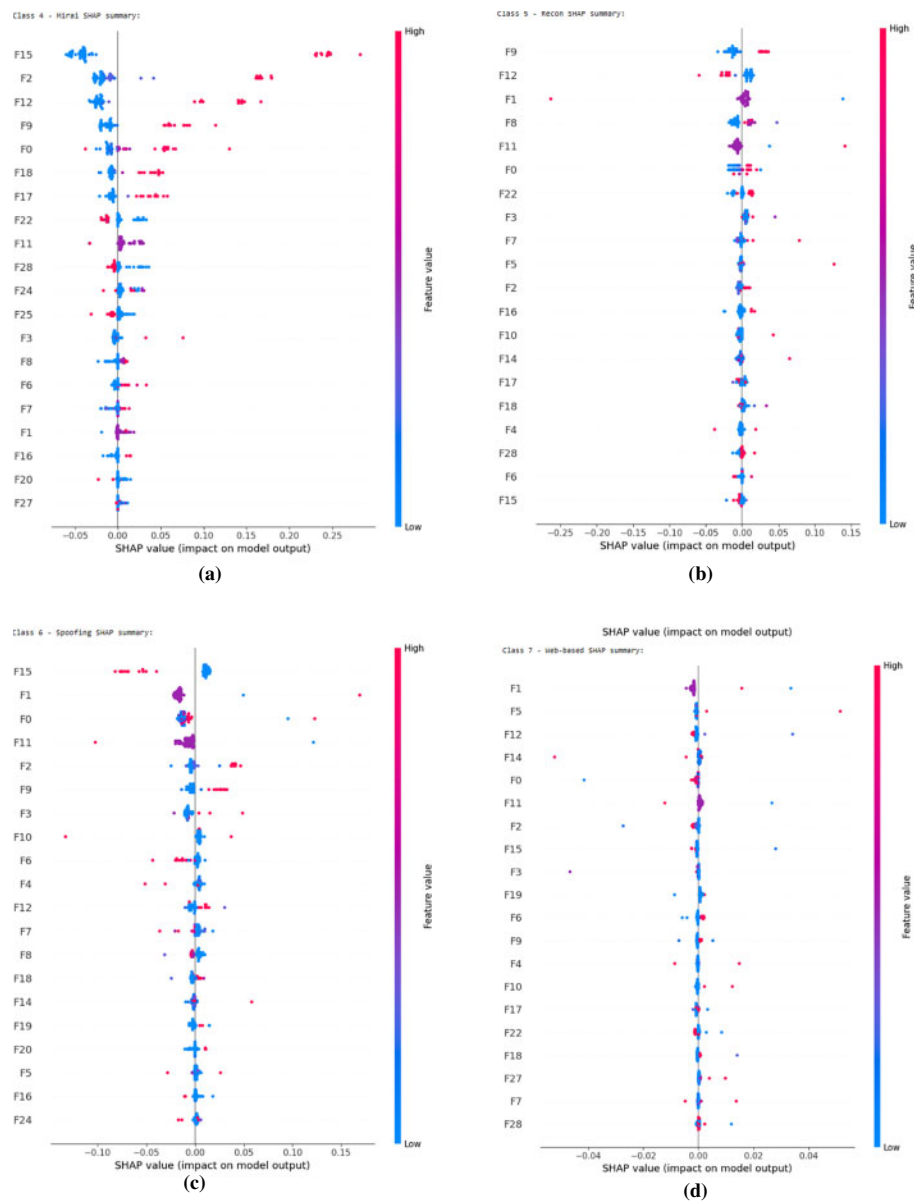 Class 4 - Mirai SHAP summary:
High
F15
F2
F12
F9
F0
F18
F17
F22
F11
F28
F24
F25
F3
F8
F6
F7
F1
F16
F20
F27
Feature value
Low
−0.05 0.00 0.05 0.10 0.15 0.20 0.25
SHAP value (impact on model output)
(a)
Class 5 - Recon SHAP summary:
High
F9
F12
F1
F8
F11
F0
F22
F3
F7
F5
F2
F16
F10
F14
F17
F18
F4
F28
F6
F15
Feature value
Low
−0.25 −0.20 −0.15 −0.10 −0.05 0.00 0.05 0.10 0.15
SHAP value (impact on model output)
(b)
Class 6 - Spoofing SHAP summary:
High
F15
F1
F0
F11
F2
F9
F3
F10
F6
F4
F12
F7
F8
F18
F14
F19
F20
F5
F16
F24
Feature value
Low
−0.10 −0.05 0.00 0.05 0.10 0.15
SHAP value (impact on model output)
(c)
SHAP value (impact on model output)
Class 7 - Web-based SHAP summary:
High
F1
F5
F12
F14
F0
F11
F2
F15
F3
F19
F6
F9
F4
F10
F17
F22
F18
F27
F7
F28
Feature value
Low
−0.04 −0.02 0.00 0.02 0.04
SHAP value (impact on model output)
(d)